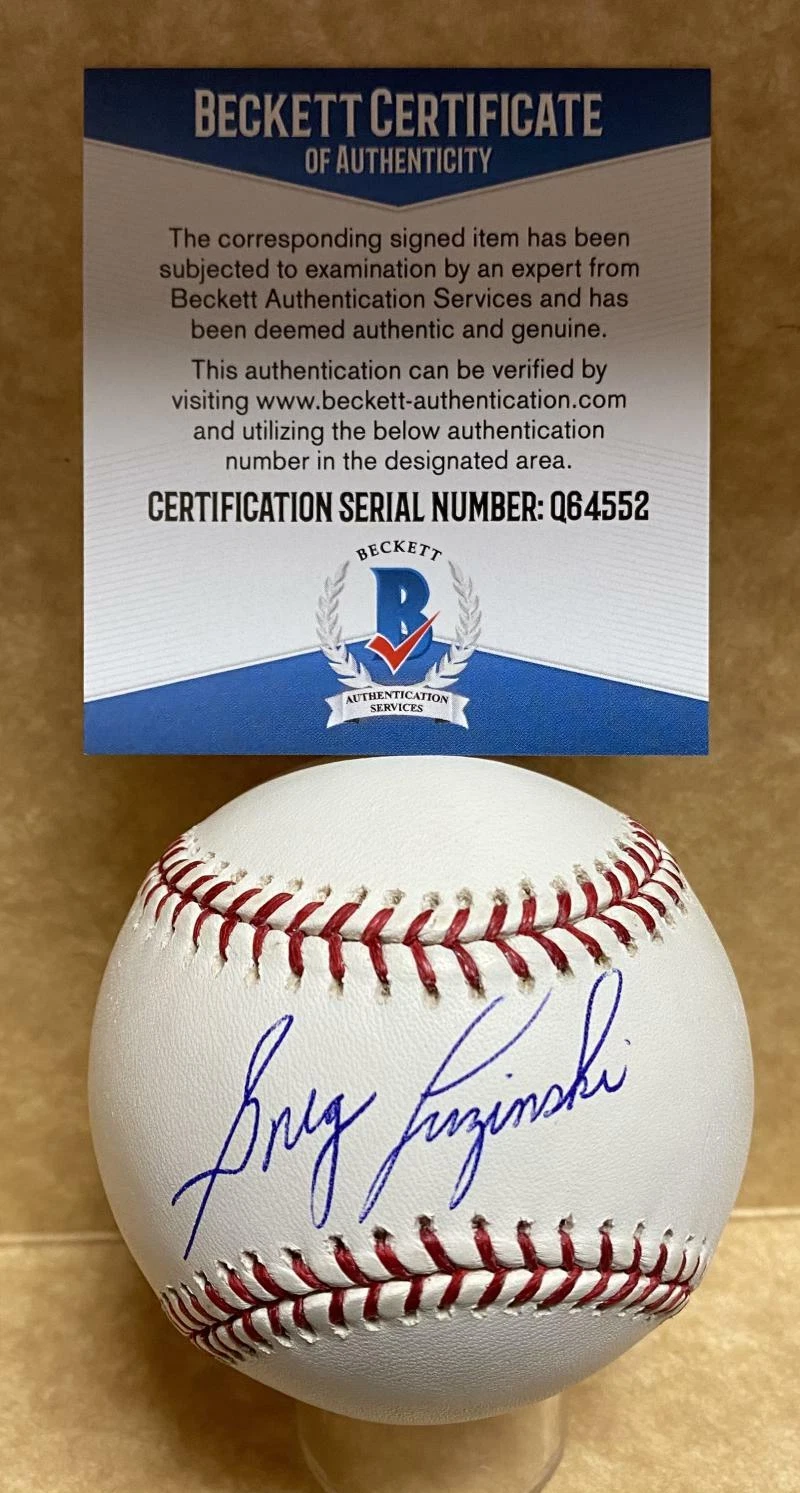 BECKETT CERTIFICATE
OF AUTHENTICITY
The corresponding signed item has been
subjected to examination by an expert from
Beckett Authentication Services and has
been deemed authentic and genuine.
This authentication can be verified by
visiting www.beckett-authentication.com
and utilizing the below authentication
number in the designated area.
CERTIFICATION SERIAL NUMBER: Q64552
BECKETT
B
AUTHENTICATION
SERVICES
Greg Luzinski